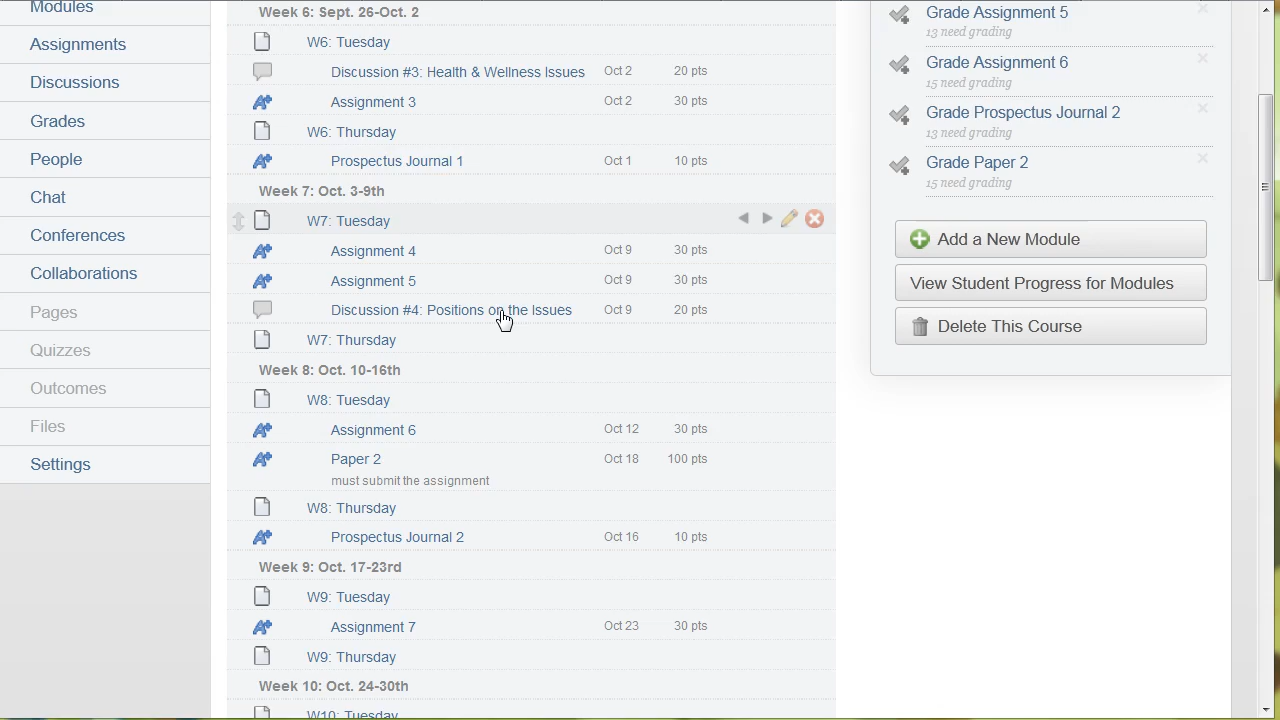 Modules
Assignments
Discussions
Grades
People
Chat
Conferences
Collaborations
Pages
Quizzes
Outcomes
Files
Settings
Week 6: Sept. 26-Oct. 2
W6: Tuesday
Discussion #3: Health & Wellness Issues Oct 2 20 pts
Assignment 3 Oct 2 30 pts
W6: Thursday
Prospectus Journal 1 Oct 1 10 pts
Week 7: Oct. 3-9th
W7: Tuesday
Assignment 4 Oct 9 30 pts
Assignment 5 Oct 9 30 pts
Discussion #4: Positions on the Issues Oct 9 20 pts
W7: Thursday
Week 8: Oct. 10-16th
W8: Tuesday
Assignment 6 Oct 12 30 pts
Paper 2 Oct 18 100 pts
must submit the assignment
W8: Thursday
Prospectus Journal 2 Oct 16 10 pts
Week 9: Oct. 17-23rd
W9: Tuesday
Assignment 7 Oct 23 30 pts
W9: Thursday
Week 10: Oct. 24-30th
W10: Tuesday
Grade Assignment 5
13 need grading
Grade Assignment 6
15 need grading
Grade Prospectus Journal 2
13 need grading
Grade Paper 2
15 need grading
Add a New Module
View Student Progress for Modules
Delete This Course